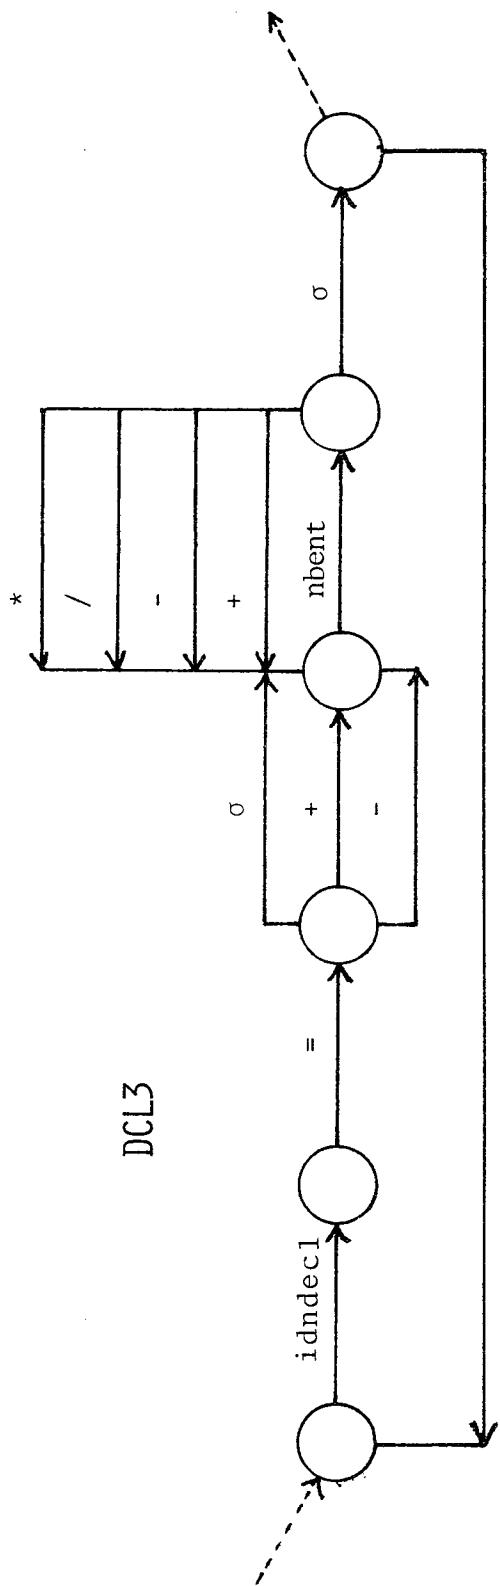 DCL3
*
/
-
+
σ
+
-
idndecl
=
nbent
σ